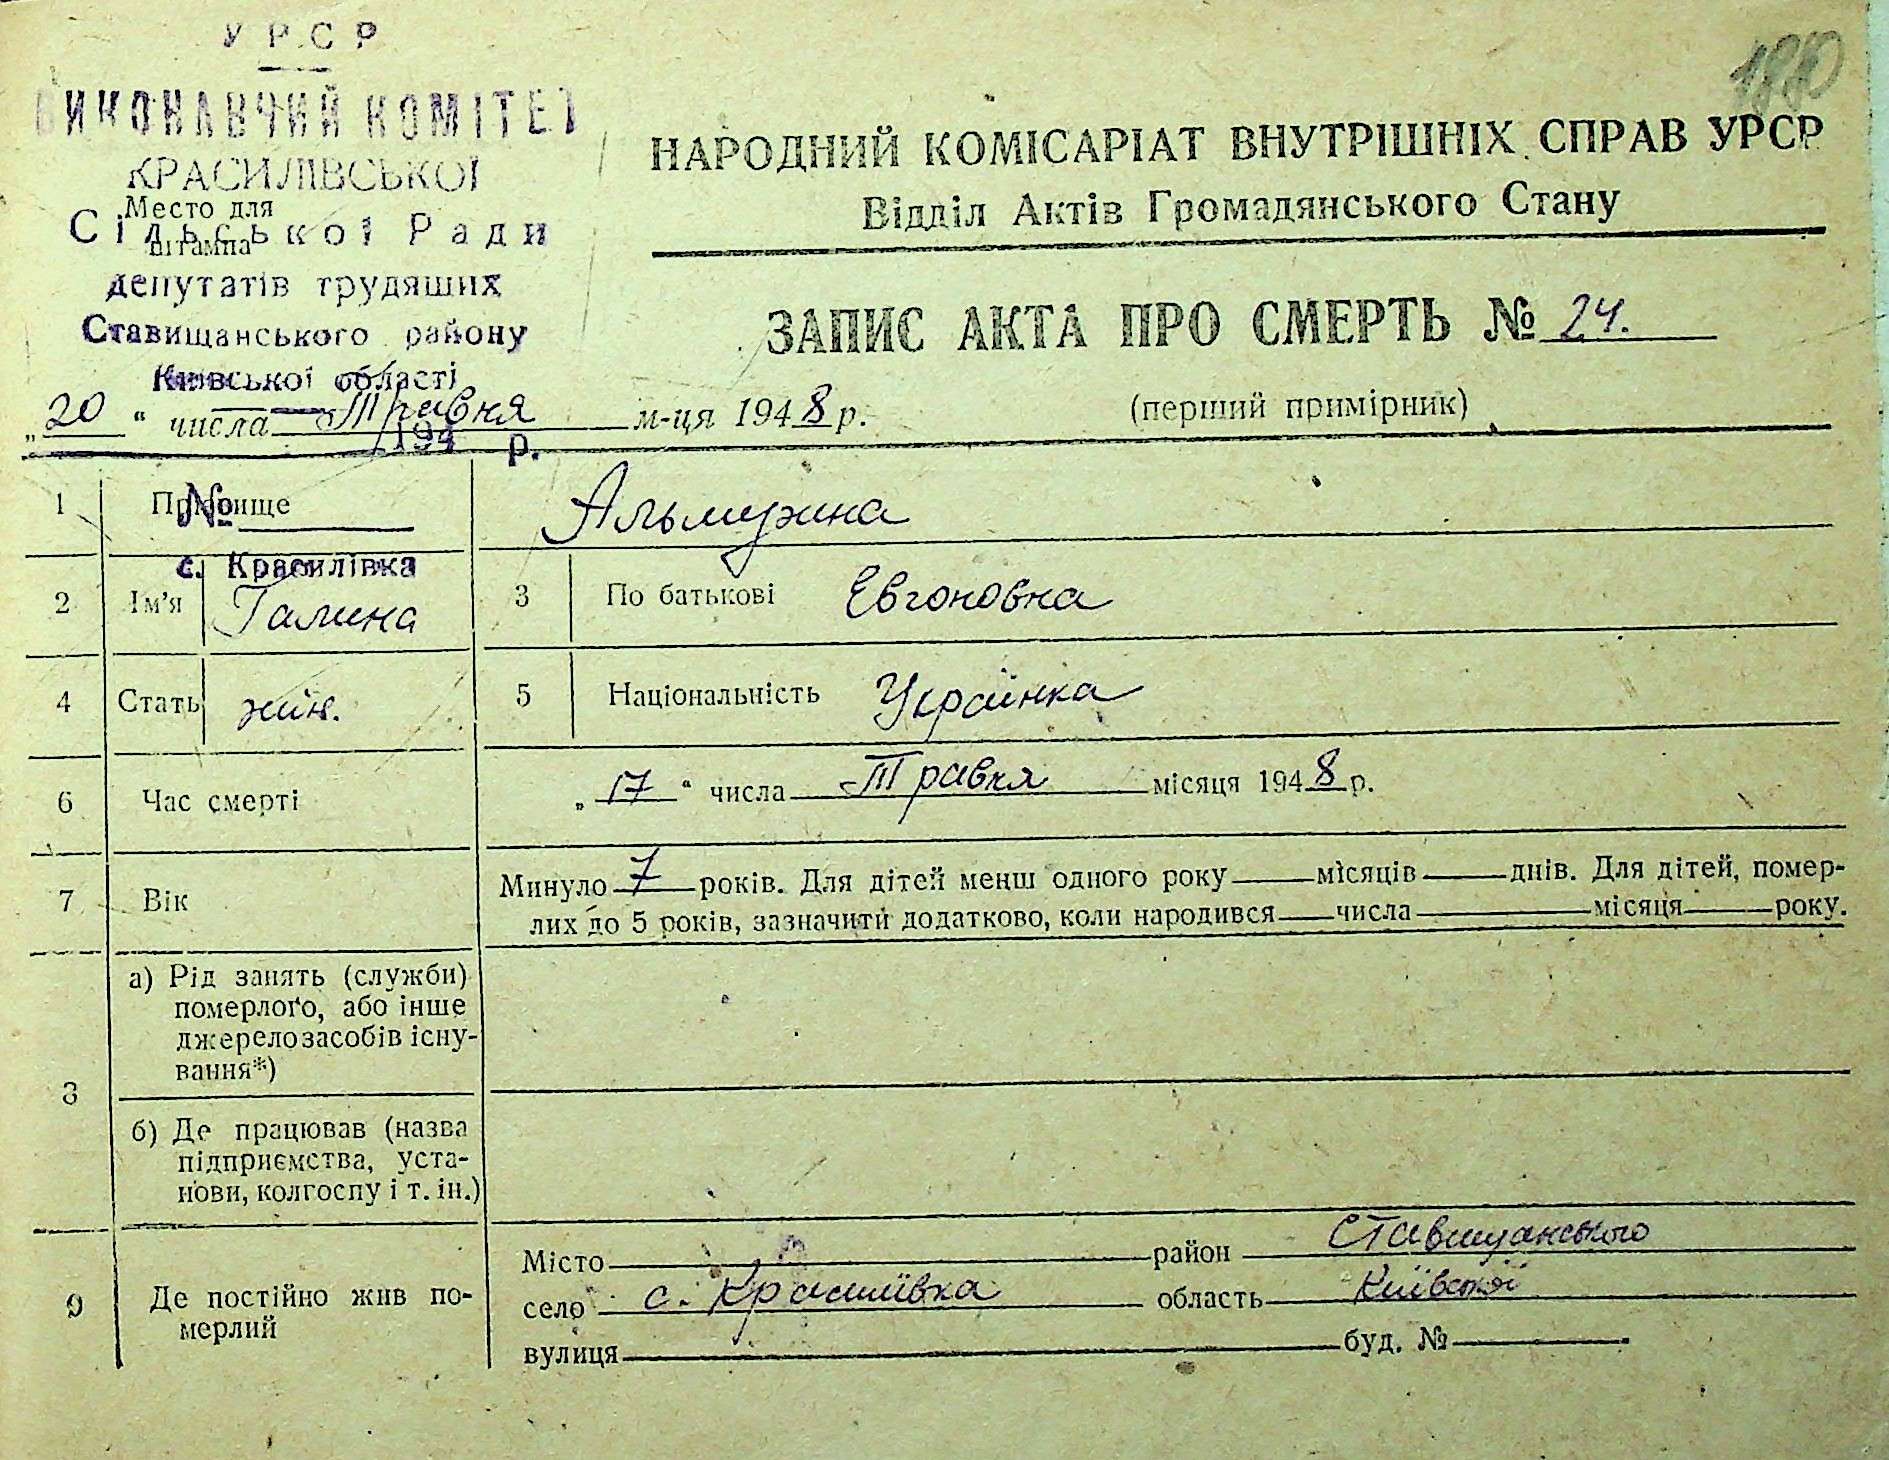 УРСР
ВИКОНАВЧИЙ КОМІТЕТ
КРАСИЛІВСЬКОЇ
Место для
штампа
Сільської Ради
депутатів трудящих
Ставищанського району
Київської області
194 р.
№
с. Красилівка
НАРОДНИЙ КОМІСАРІАТ ВНУТРІШНІХ СПРАВ УРСР
Відділ Актів Громадянського Стану
ЗАПИС АКТА ПРО СМЕРТЬ № 24.
„20“ числа Травня м-ця 1948 р.
(перший примірник)
1 Прізвище
2 Ім'я Галина 3 По батькові Евгоновна
4 Стать жін. 5 Національність Українка
6 Час смерті „17“ числа Травня місяця 1948 р.
7 Вік Минуло 7 років. Для дітей менш одного року місяців днів. Для дітей, помер-
лих до 5 років, зазначити додатково, коли народився числа місяця року.
8 а) Рід занять (служби)
померлого, або інше
джерело засобів існу-
вання*)
б) Де працював (назва
підприємства, уста-
нови, колгоспу і т. ін.)
9 Де постійно жив по-
мерлий
Місто район Ставищанського
село с. Красилівка область Київської
вулиця буд. №